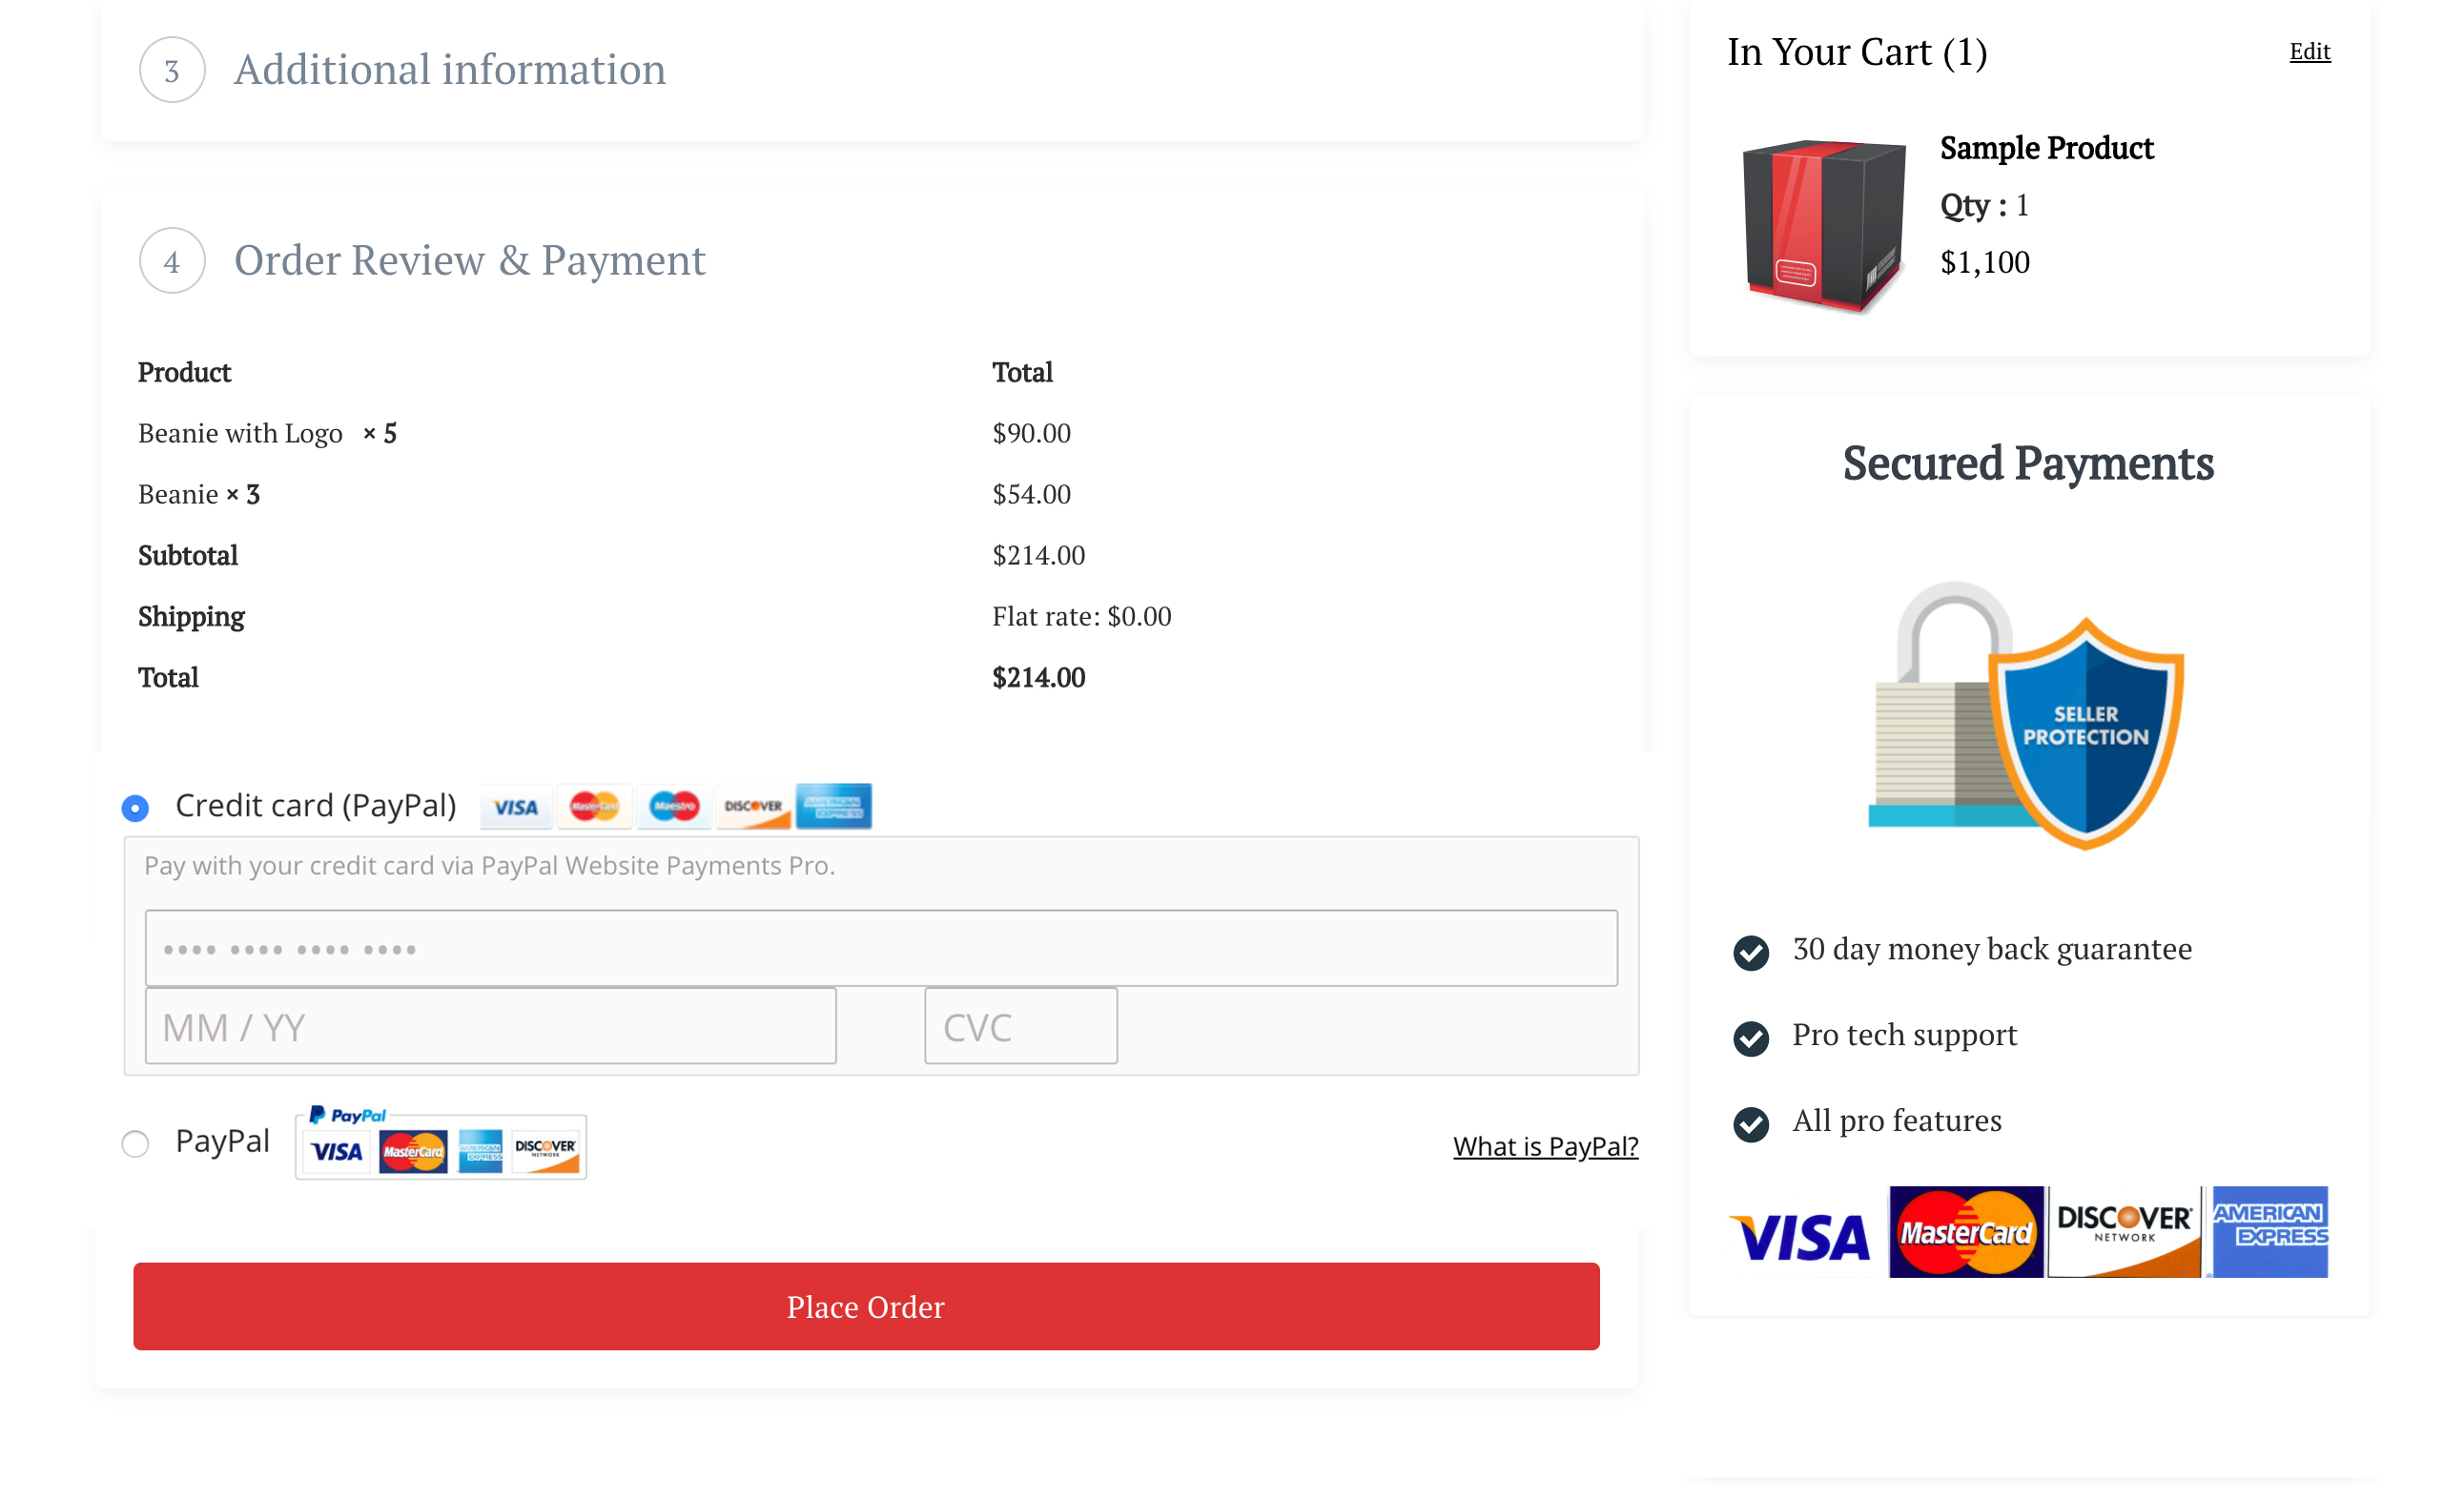 3 Additional information
4 Order Review & Payment
Product Total
Beanie with Logo × 5 $90.00
Beanie × 3 $54.00
Subtotal $214.00
Shipping Flat rate: $0.00
Total $214.00
Credit card (PayPal) VISA MasterCard Maestro DISCOVER AMERICAN EXPRESS
Pay with your credit card via PayPal Website Payments Pro.
•••• •••• •••• ••••
MM / YY CVC
PayPal
PayPal VISA MasterCard AMERICAN EXPRESS DISCOVER NETWORK
What is PayPal?
Place Order
In Your Cart (1) Edit
Sample Product
Qty : 1
$1,100
Secured Payments
SELLER
PROTECTION
30 day money back guarantee
Pro tech support
All pro features
VISA MasterCard DISCOVER NETWORK AMERICAN EXPRESS